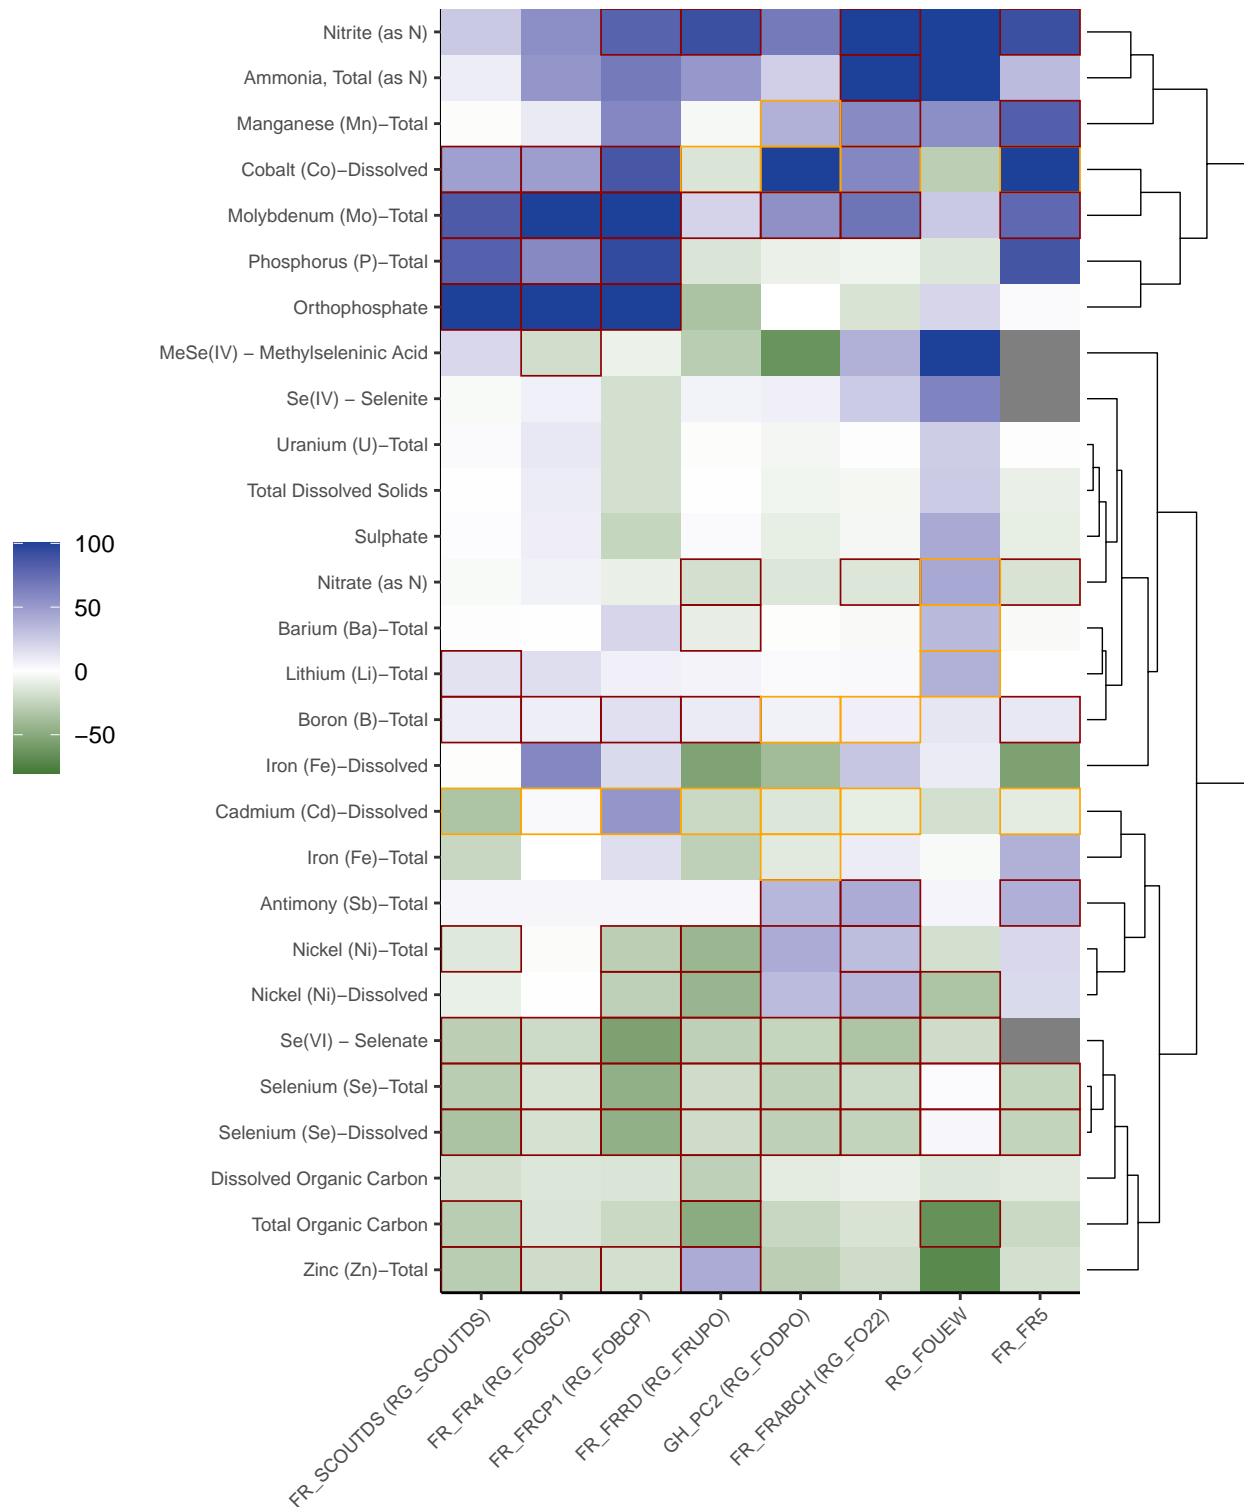 Nitrite (as N)
Ammonia, Total (as N)
Manganese (Mn)−Total
Cobalt (Co)−Dissolved
Molybdenum (Mo)−Total
Phosphorus (P)−Total
Orthophosphate
MeSe(IV) − Methylseleninic Acid
Se(IV) − Selenite
Uranium (U)−Total
Total Dissolved Solids
Sulphate
Nitrate (as N)
Barium (Ba)−Total
Lithium (Li)−Total
Boron (B)−Total
Iron (Fe)−Dissolved
Cadmium (Cd)−Dissolved
Iron (Fe)−Total
Antimony (Sb)−Total
Nickel (Ni)−Total
Nickel (Ni)−Dissolved
Se(VI) − Selenate
Selenium (Se)−Total
Selenium (Se)−Dissolved
Dissolved Organic Carbon
Total Organic Carbon
Zinc (Zn)−Total
100
50
0
−50
FR_SCOUTDS (RG_SCOUTDS)
FR_FR4 (RG_FOBSC)
FR_FRCP1 (RG_FOBCP)
FR_FRRD (RG_FRUPO)
GH_PC2 (RG_FODPO)
FR_FRABCH (RG_FO22)
RG_FOUEW
FR_FR5